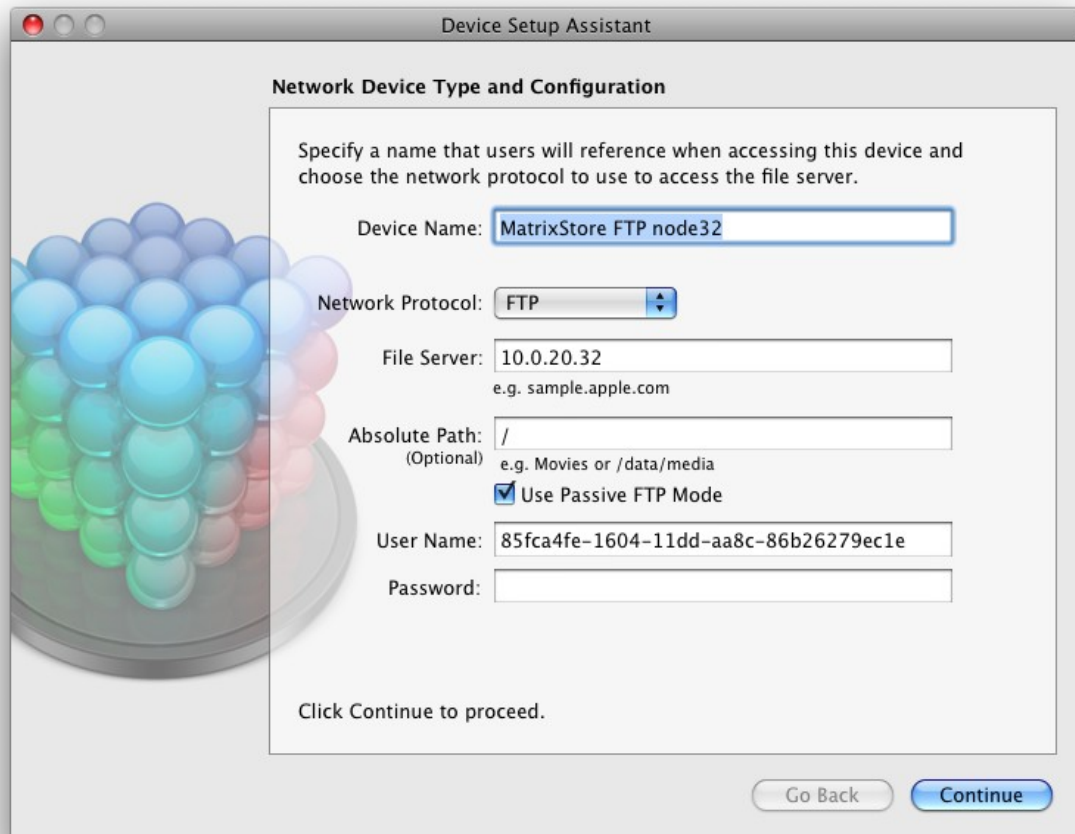 Device Setup Assistant
Network Device Type and Configuration
Specify a name that users will reference when accessing this device and
choose the network protocol to use to access the file server.
Device Name: MatrixStore FTP node32
Network Protocol: FTP
File Server: 10.0.20.32
e.g. sample.apple.com
Absolute Path: /
(Optional) e.g. Movies or /data/media
Use Passive FTP Mode
User Name: 85fca4fe-1604-11dd-aa8c-86b26279ec1e
Password:
Click Continue to proceed.
Go Back Continue